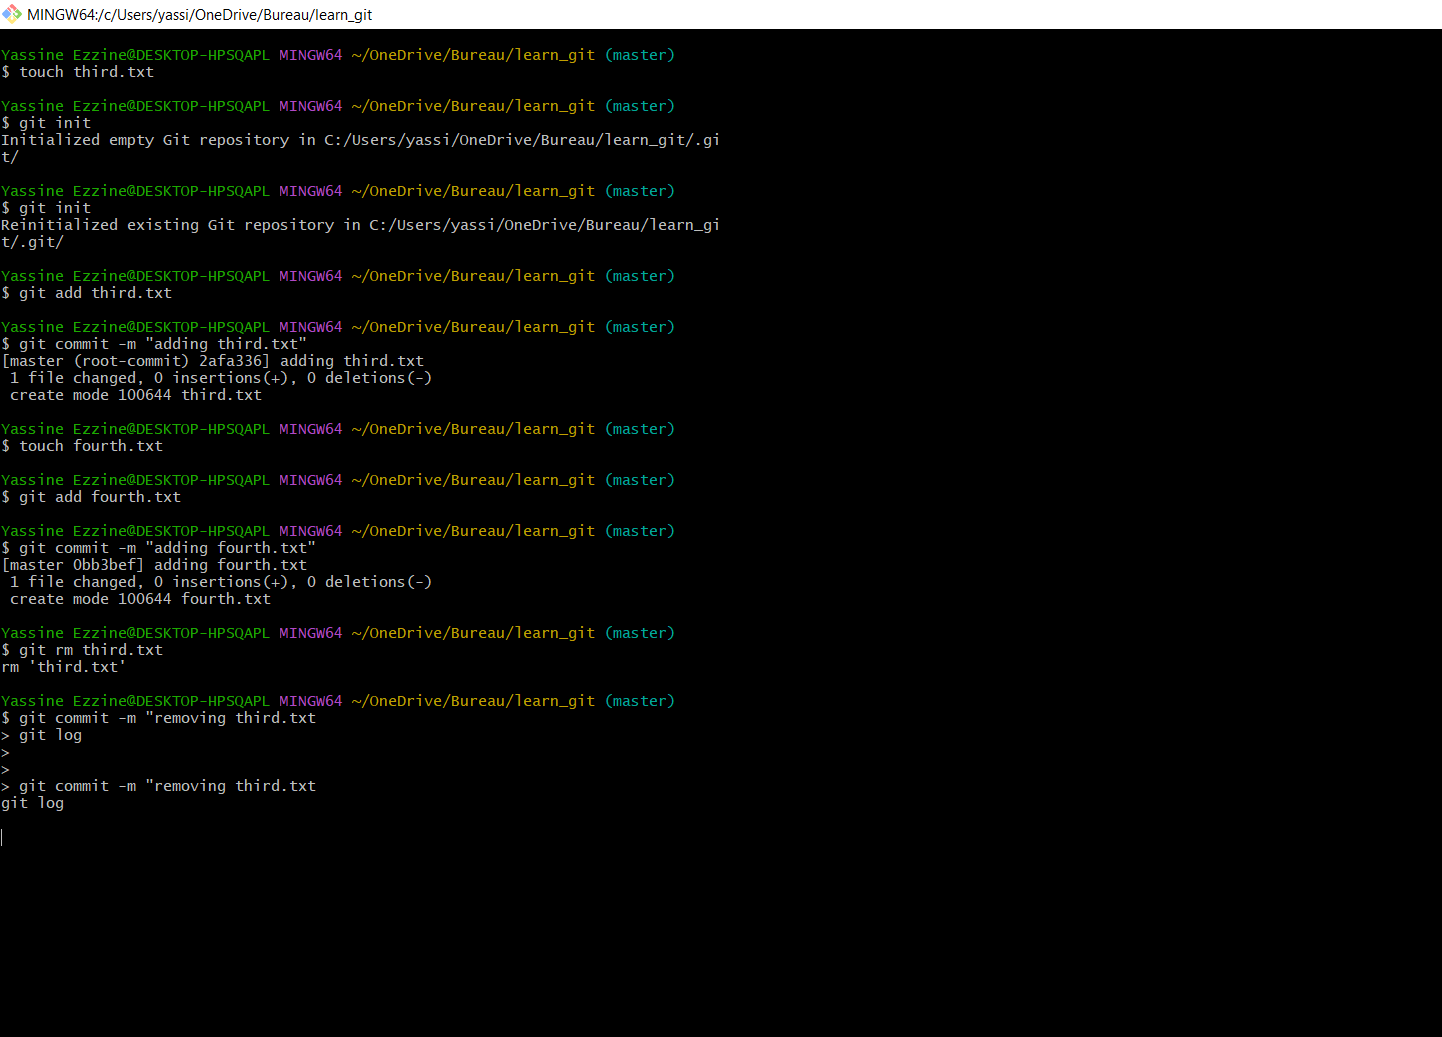 MINGW64:/c/Users/yassi/OneDrive/Bureau/learn_git
Yassine Ezzine@DESKTOP-HPSQAPL MINGW64 ~/OneDrive/Bureau/learn_git (master)
$ touch third.txt
Yassine Ezzine@DESKTOP-HPSQAPL MINGW64 ~/OneDrive/Bureau/learn_git (master)
$ git init
Initialized empty Git repository in C:/Users/yassi/OneDrive/Bureau/learn_git/.gi
t/
Yassine Ezzine@DESKTOP-HPSQAPL MINGW64 ~/OneDrive/Bureau/learn_git (master)
$ git init
Reinitialized existing Git repository in C:/Users/yassi/OneDrive/Bureau/learn_gi
t/.git/
Yassine Ezzine@DESKTOP-HPSQAPL MINGW64 ~/OneDrive/Bureau/learn_git (master)
$ git add third.txt
Yassine Ezzine@DESKTOP-HPSQAPL MINGW64 ~/OneDrive/Bureau/learn_git (master)
$ git commit -m "adding third.txt"
[master (root-commit) 2afa336] adding third.txt
 1 file changed, 0 insertions(+), 0 deletions(-)
 create mode 100644 third.txt
Yassine Ezzine@DESKTOP-HPSQAPL MINGW64 ~/OneDrive/Bureau/learn_git (master)
$ touch fourth.txt
Yassine Ezzine@DESKTOP-HPSQAPL MINGW64 ~/OneDrive/Bureau/learn_git (master)
$ git add fourth.txt
Yassine Ezzine@DESKTOP-HPSQAPL MINGW64 ~/OneDrive/Bureau/learn_git (master)
$ git commit -m "adding fourth.txt"
[master 0bb3bef] adding fourth.txt
 1 file changed, 0 insertions(+), 0 deletions(-)
 create mode 100644 fourth.txt
Yassine Ezzine@DESKTOP-HPSQAPL MINGW64 ~/OneDrive/Bureau/learn_git (master)
$ git rm third.txt
rm 'third.txt'
Yassine Ezzine@DESKTOP-HPSQAPL MINGW64 ~/OneDrive/Bureau/learn_git (master)
$ git commit -m "removing third.txt
> git log
>
>
> git commit -m "removing third.txt
git log